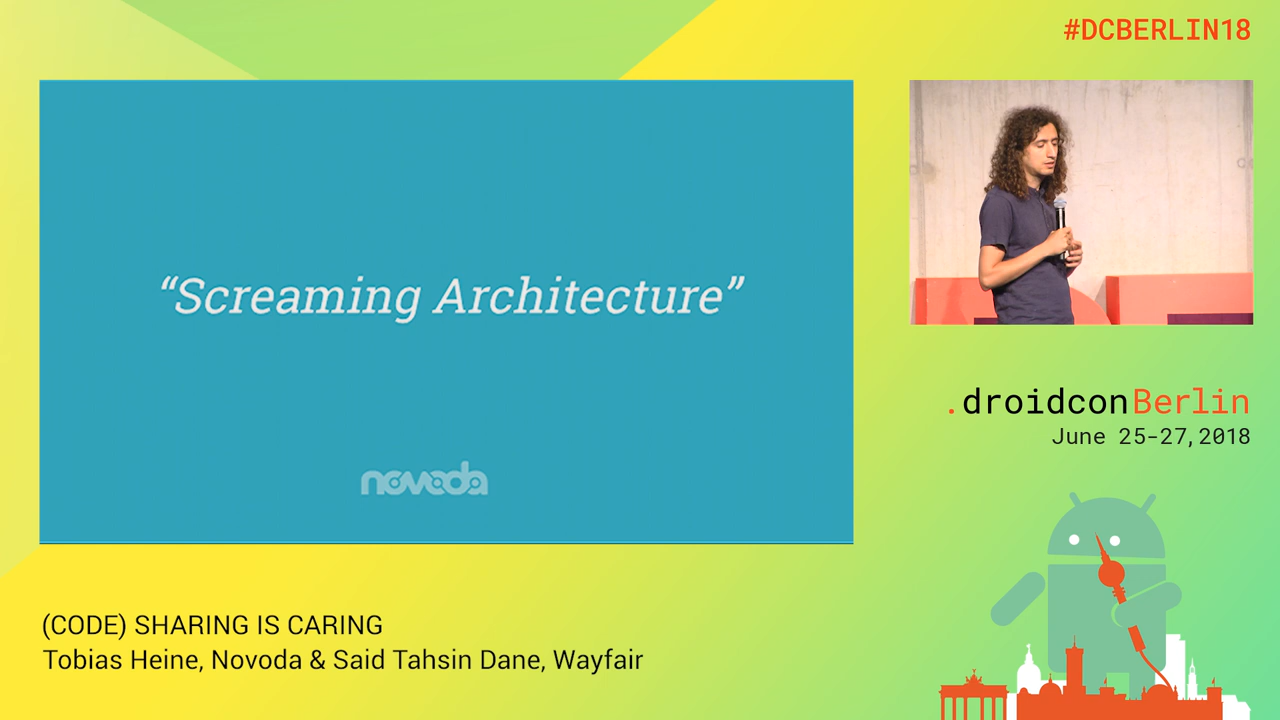 #DCBERLIN18
“Screaming Architecture”
novoda
.droidconBerlin
June 25-27, 2018
(CODE) SHARING IS CARING
Tobias Heine, Novoda & Said Tahsin Dane, Wayfair